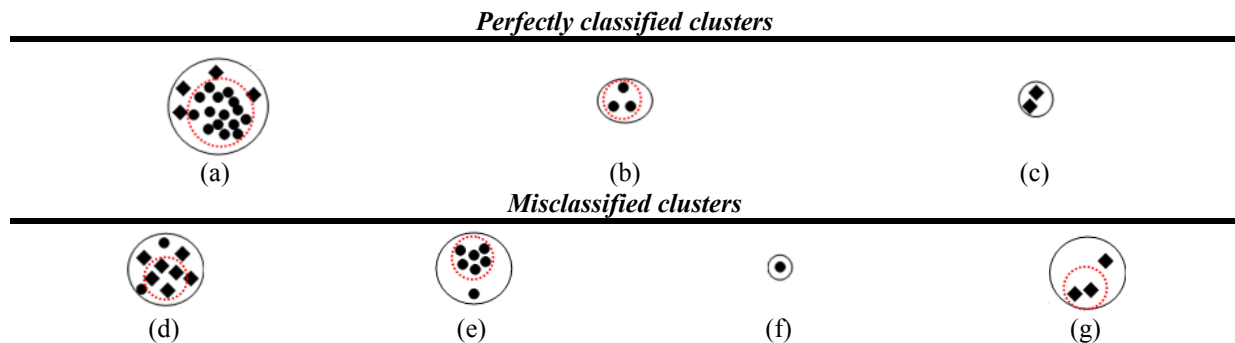 Perfectly classified clusters
(a) (b) (c)
Misclassified clusters
(d) (e) (f) (g)